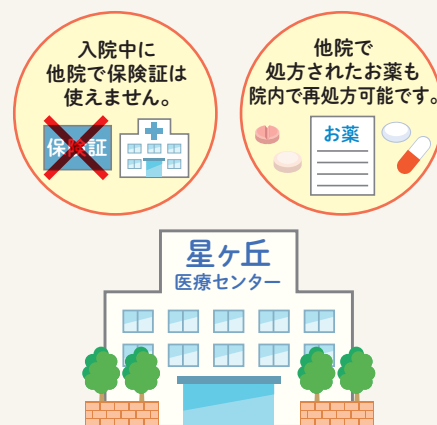 入院中に
他院で保険証は
使えません。
保険証
他院で
処方されたお薬も
院内で再処方可能です。
お薬
星ヶ丘
医療センター